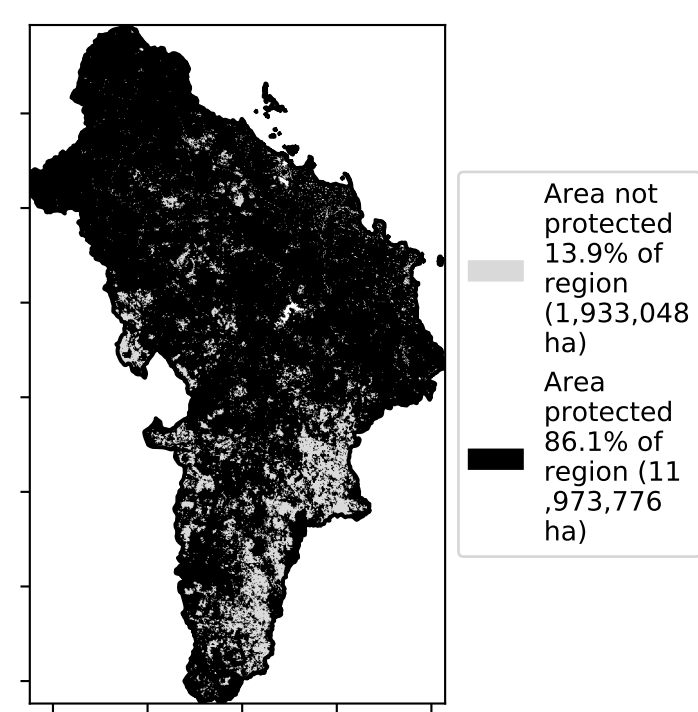 Area not
protected
13.9% of
region
(1,933,048
ha)
Area
protected
86.1% of
region (11
,973,776
ha)